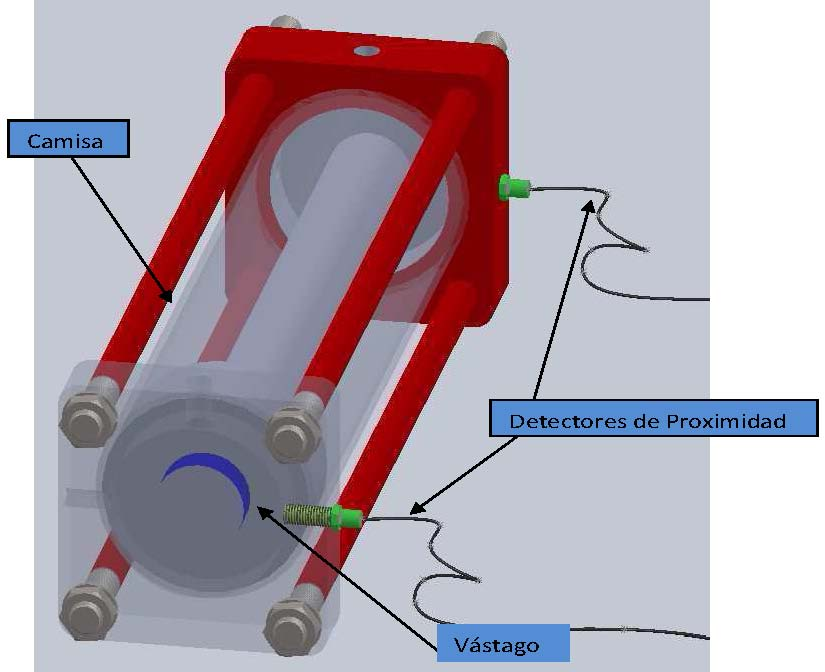 Camisa
Detectores de Proximidad
Vástago